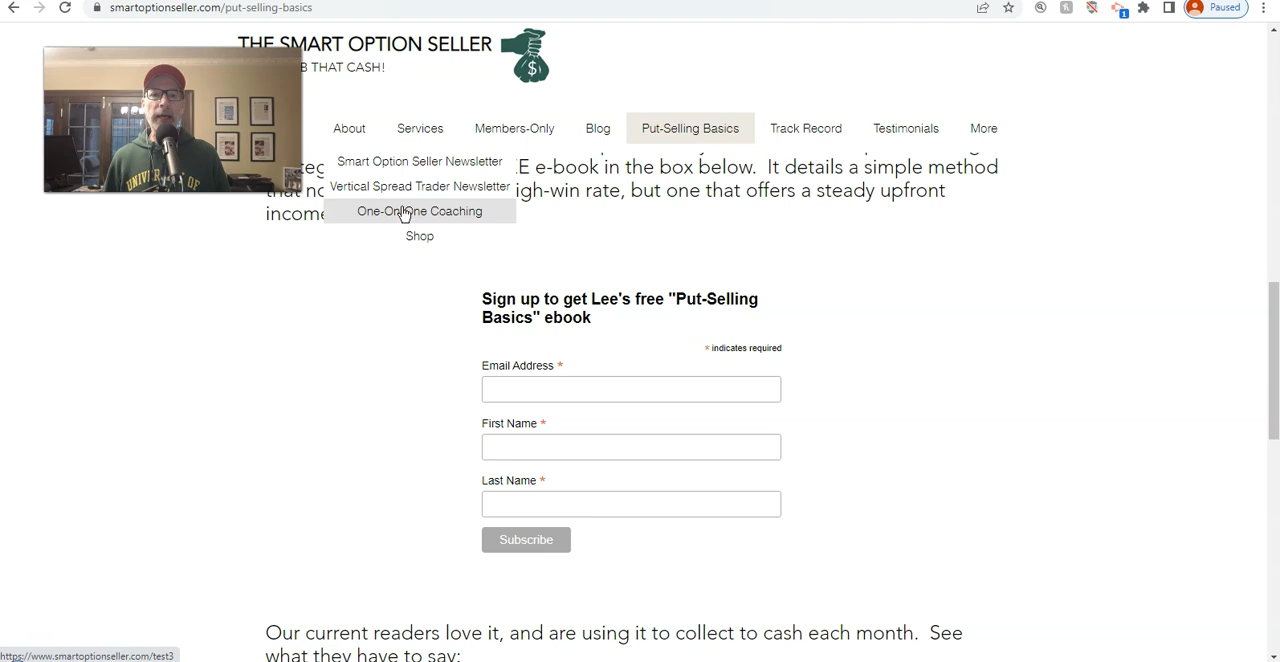 smartoptionseller.com/put-selling-basics
1
Paused
THE SMART OPTION SELLER
B THAT CASH!
$
UNIVERSITY OF
About Services Members-Only Blog Put-Selling Basics Track Record Testimonials More
Smart Option Seller Newsletter
Vertical Spread Trader Newsletter
One-On-One Coaching
Shop
E e-book in the box below. It details a simple method
that no igh-win rate, but one that offers a steady upfront
income
Sign up to get Lee's free "Put-Selling
Basics" ebook
* indicates required
Email Address *
First Name *
Last Name *
Subscribe
Our current readers love it, and are using it to collect to cash each month. See
what they have to say:
https://www.smartoptionseller.com/test3